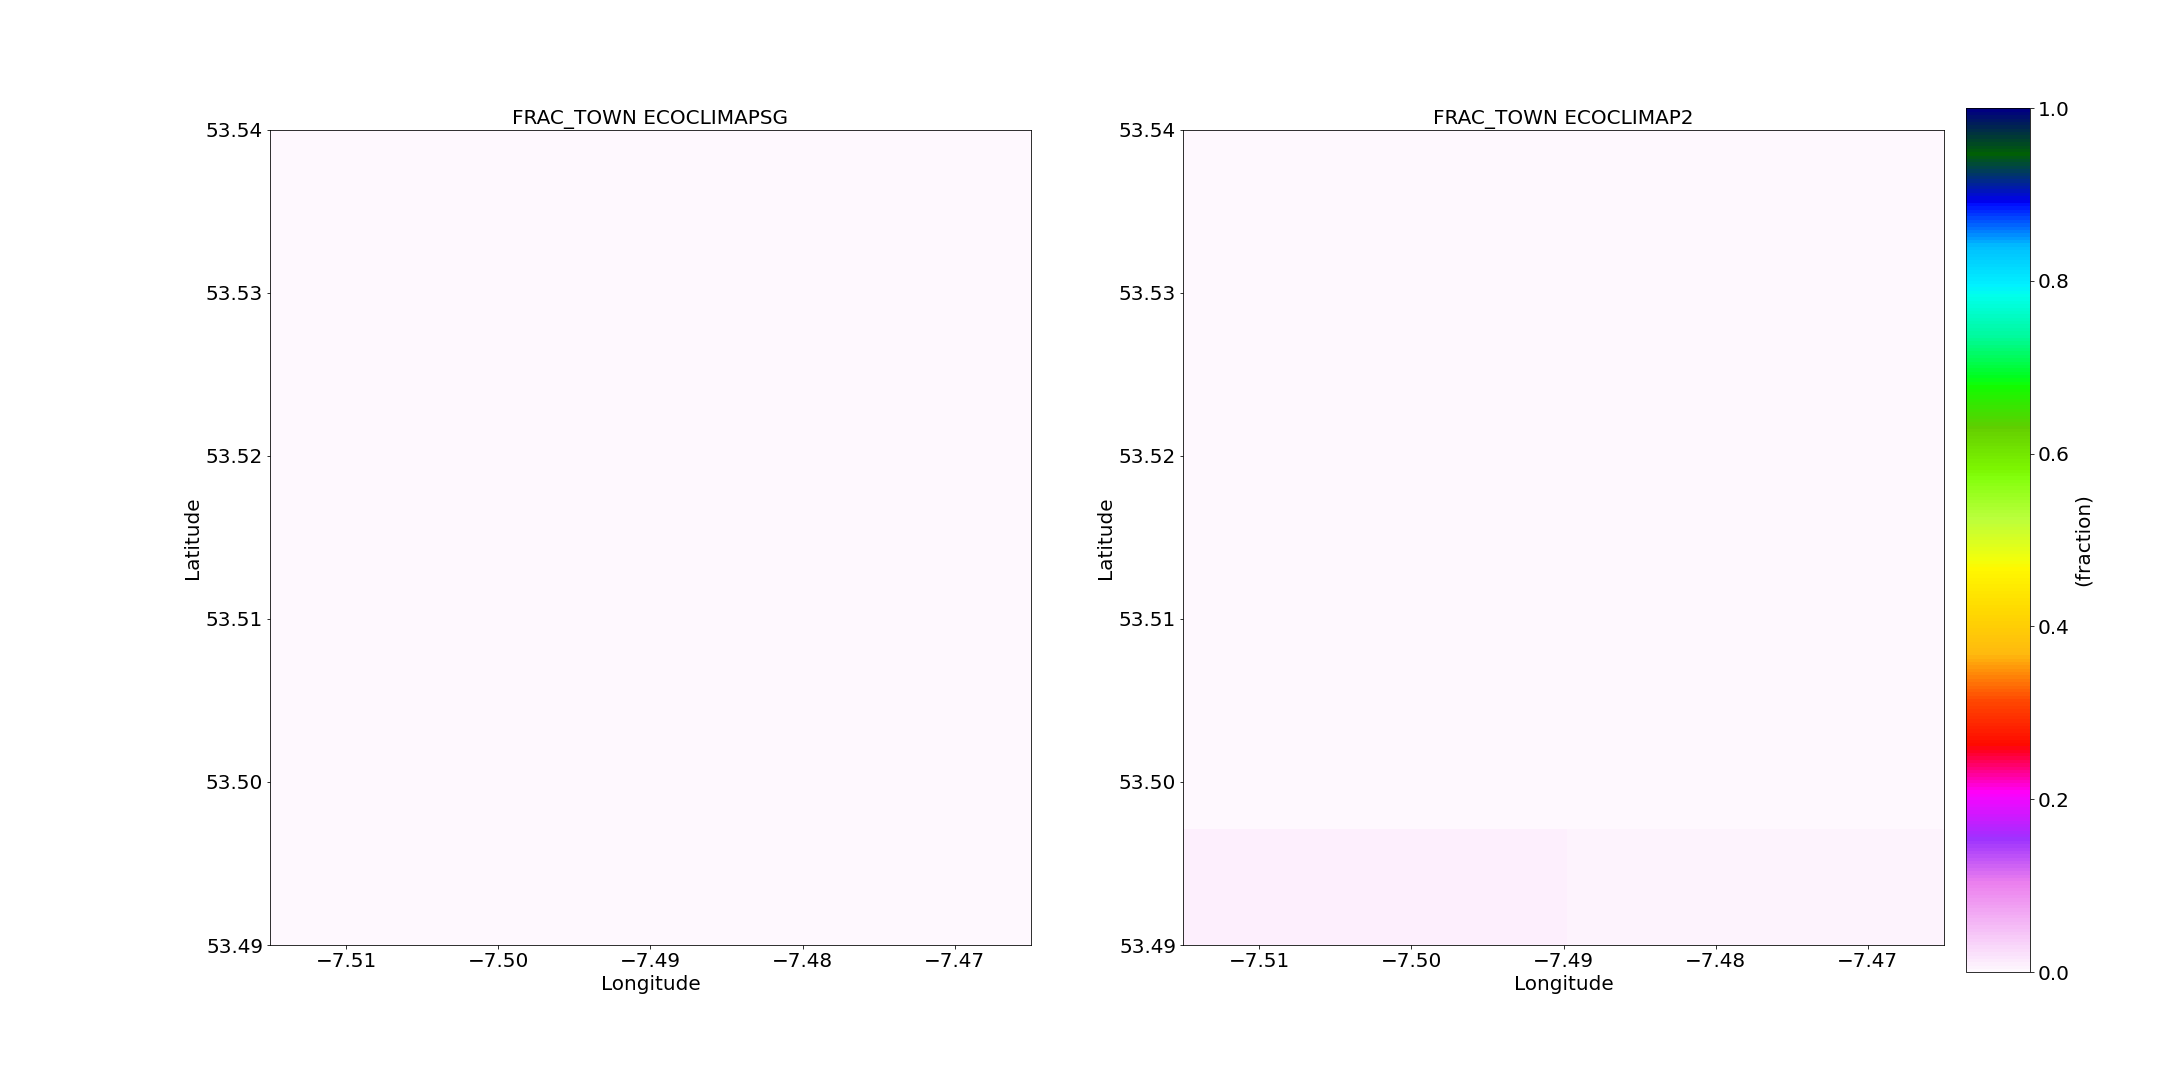 FRAC_TOWN ECOCLIMAPSG
53.54
53.53
53.52
53.51
53.50
53.49
Latitude
−7.51 −7.50 −7.49 −7.48 −7.47
Longitude
FRAC_TOWN ECOCLIMAP2
53.54
53.53
53.52
53.51
53.50
53.49
Latitude
−7.51 −7.50 −7.49 −7.48 −7.47
Longitude
1.0
0.8
0.6
0.4
0.2
0.0
(fraction)